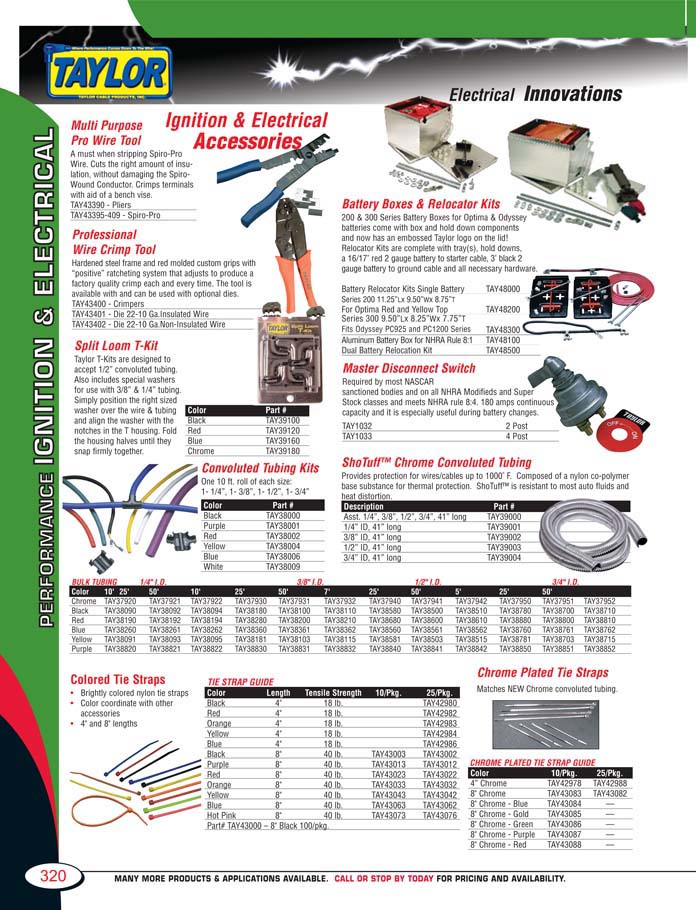 Where Performance Comes Down To The Wire!
TAYLOR
TAYLOR CABLE PRODUCTS, INC.
Electrical Innovations
PERFORMANCE IGNITION & ELECTRICAL
Ignition & Electrical
Accessories
Multi Purpose
Pro Wire Tool
A must when stripping Spiro-Pro
Wire. Cuts the right amount of insu-
lation, without damaging the Spiro-
Wound Conductor. Crimps terminals
with aid of a bench vise.
TAY43390 - Pliers
TAY43395-409 - Spiro-Pro
Professional
Wire Crimp Tool
Hardened steel frame and red molded custom grips with
"positive" ratcheting system that adjusts to produce a
factory quality crimp each and every time. The tool is
available with and can be used with optional dies.
TAY43400 - Crimpers
TAY43401 - Die 22-10 Ga.Insulated Wire
TAY43402 - Die 22-10 Ga.Non-Insulated Wire
Split Loom T-Kit
Taylor T-Kits are designed to
accept 1/2" convoluted tubing.
Also includes special washers
for use with 3/8" & 1/4" tubing.
Simply position the right sized
washer over the wire & tubing
and align the washer with the
notches in the T housing. Fold
the housing halves until they
snap firmly together.
TAYLOR
Color Part #
Black TAY39100
Red TAY39120
Blue TAY39160
Chrome TAY39180
Convoluted Tubing Kits
One 10 ft. roll of each size:
1- 1/4", 1- 3/8", 1- 1/2", 1- 3/4"
Color Part #
Black TAY38000
Purple TAY38001
Red TAY38002
Yellow TAY38004
Blue TAY38006
White TAY38009
Battery Boxes & Relocator Kits
200 & 300 Series Battery Boxes for Optima & Odyssey
batteries come with box and hold down components
and now has an embossed Taylor logo on the lid!
Relocator Kits are complete with tray(s), hold downs,
a 16/17' red 2 gauge battery to starter cable, 3' black 2
gauge battery to ground cable and all necessary hardware.
Battery Relocator Kits Single Battery TAY48000
Series 200 11.25"Lx 9.50"Wx 8.75"T
For Optima Red and Yellow Top TAY48200
Series 300 9.50"Lx 8.25"Wx 7.75"T
Fits Odyssey PC925 and PC1200 Series TAY48300
Aluminum Battery Box for NHRA Rule 8:1 TAY48100
Dual Battery Relocation Kit TAY48500
Master Disconnect Switch
Required by most NASCAR
sanctioned bodies and on all NHRA Modifieds and Super
Stock classes and meets NHRA rule 8:4. 180 amps continuous
capacity and it is especially useful during battery changes.
TAY1032 2 Post
TAY1033 4 Post
TAYLOR
OFF
ON
ShoTuff™ Chrome Convoluted Tubing
Provides protection for wires/cables up to 1000˚ F. Composed of a nylon co-polymer
base substance for thermal protection. ShoTuff™ is resistant to most auto fluids and
heat distortion.
Description Part #
Asst. 1/4", 3/8", 1/2", 3/4", 41" long TAY39000
1/4" ID, 41" long TAY39001
3/8" ID, 41" long TAY39002
1/2" ID, 41" long TAY39003
3/4" ID, 41" long TAY39004
BULK TUBING 1/4" I.D. 3/8" I.D. 1/2" I.D. 3/4" I.D.
Color 10' 25' 50' 10' 25' 50' 7' 25' 50' 5' 25' 50'
Chrome TAY37920 TAY37921 TAY37922 TAY37930 TAY37931 TAY37932 TAY37940 TAY37941 TAY37942 TAY37950 TAY37951 TAY37952
Black TAY38090 TAY38092 TAY38094 TAY38180 TAY38100 TAY38110 TAY38580 TAY38500 TAY38510 TAY38780 TAY38700 TAY38710
Red TAY38190 TAY38192 TAY38194 TAY38280 TAY38200 TAY38210 TAY38680 TAY38600 TAY38610 TAY38880 TAY38800 TAY38810
Blue TAY38260 TAY38261 TAY38262 TAY38360 TAY38361 TAY38362 TAY38560 TAY38561 TAY38562 TAY38760 TAY38761 TAY38762
Yellow TAY38091 TAY38093 TAY38095 TAY38181 TAY38103 TAY38115 TAY38581 TAY38503 TAY38515 TAY38781 TAY38703 TAY38715
Purple TAY38820 TAY38821 TAY38822 TAY38830 TAY38831 TAY38832 TAY38840 TAY38841 TAY38842 TAY38850 TAY38851 TAY38852
Colored Tie Straps
• Brightly colored nylon tie straps
• Color coordinate with other
accessories
• 4" and 8" lengths
TIE STRAP GUIDE
Color Length Tensile Strength 10/Pkg. 25/Pkg.
Black 4" 18 lb. TAY42980
Red 4" 18 lb. TAY42982
Orange 4" 18 lb. TAY42983
Yellow 4" 18 lb. TAY42984
Blue 4" 18 lb. TAY42986
Black 8" 40 lb. TAY43003 TAY43002
Purple 8" 40 lb. TAY43013 TAY43012
Red 8" 40 lb. TAY43023 TAY43022
Orange 8" 40 lb. TAY43033 TAY43032
Yellow 8" 40 lb. TAY43043 TAY43042
Blue 8" 40 lb. TAY43063 TAY43062
Hot Pink 8" 40 lb. TAY43073 TAY43076
Part# TAY43000 – 8" Black 100/pkg.
Chrome Plated Tie Straps
Matches NEW Chrome convoluted tubing.
CHROME PLATED TIE STRAP GUIDE
Color 10/Pkg. 25/Pkg.
4" Chrome TAY42978 TAY42988
8" Chrome TAY43083 TAY43082
8" Chrome - Blue TAY43084 —
8" Chrome - Gold TAY43085 —
8" Chrome - Green TAY43086 —
8" Chrome - Purple TAY43087 —
8" Chrome - Red TAY43088 —
320
MANY MORE PRODUCTS & APPLICATIONS AVAILABLE. CALL OR STOP BY TODAY FOR PRICING AND AVAILABILITY.